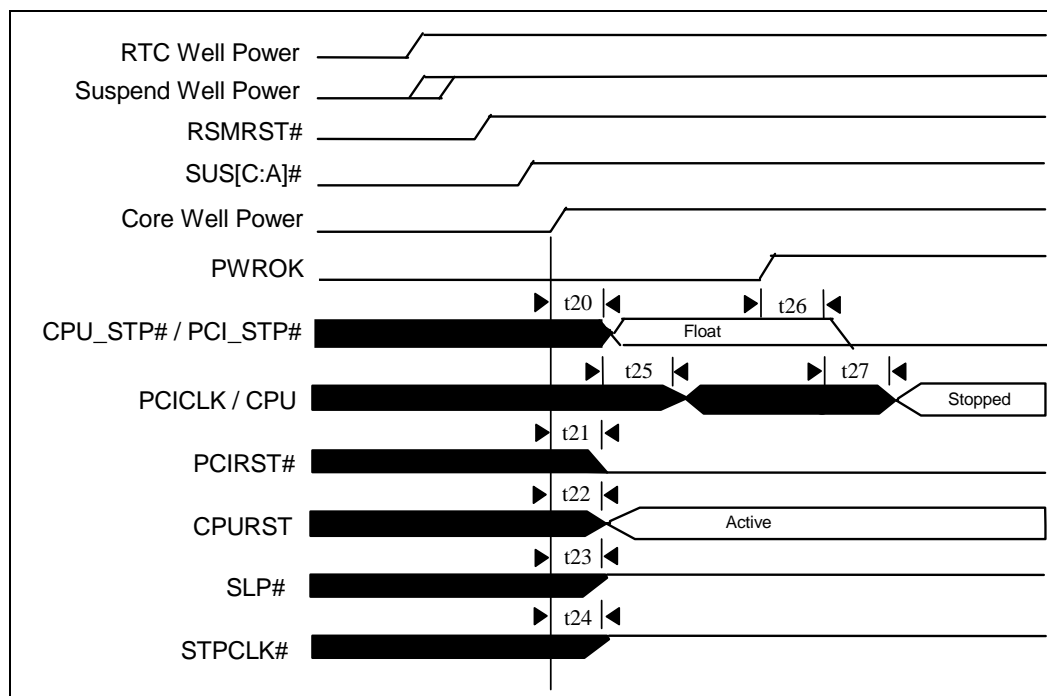 RTC Well Power
Suspend Well Power
RSMRST#
SUS[C:A]#
Core Well Power
PWROK
t20
t26
CPU_STP# / PCI_STP#
Float
t25
t27
PCICLK / CPU
Stopped
t21
PCIRST#
t22
CPURST
Active
t23
SLP#
t24
STPCLK#